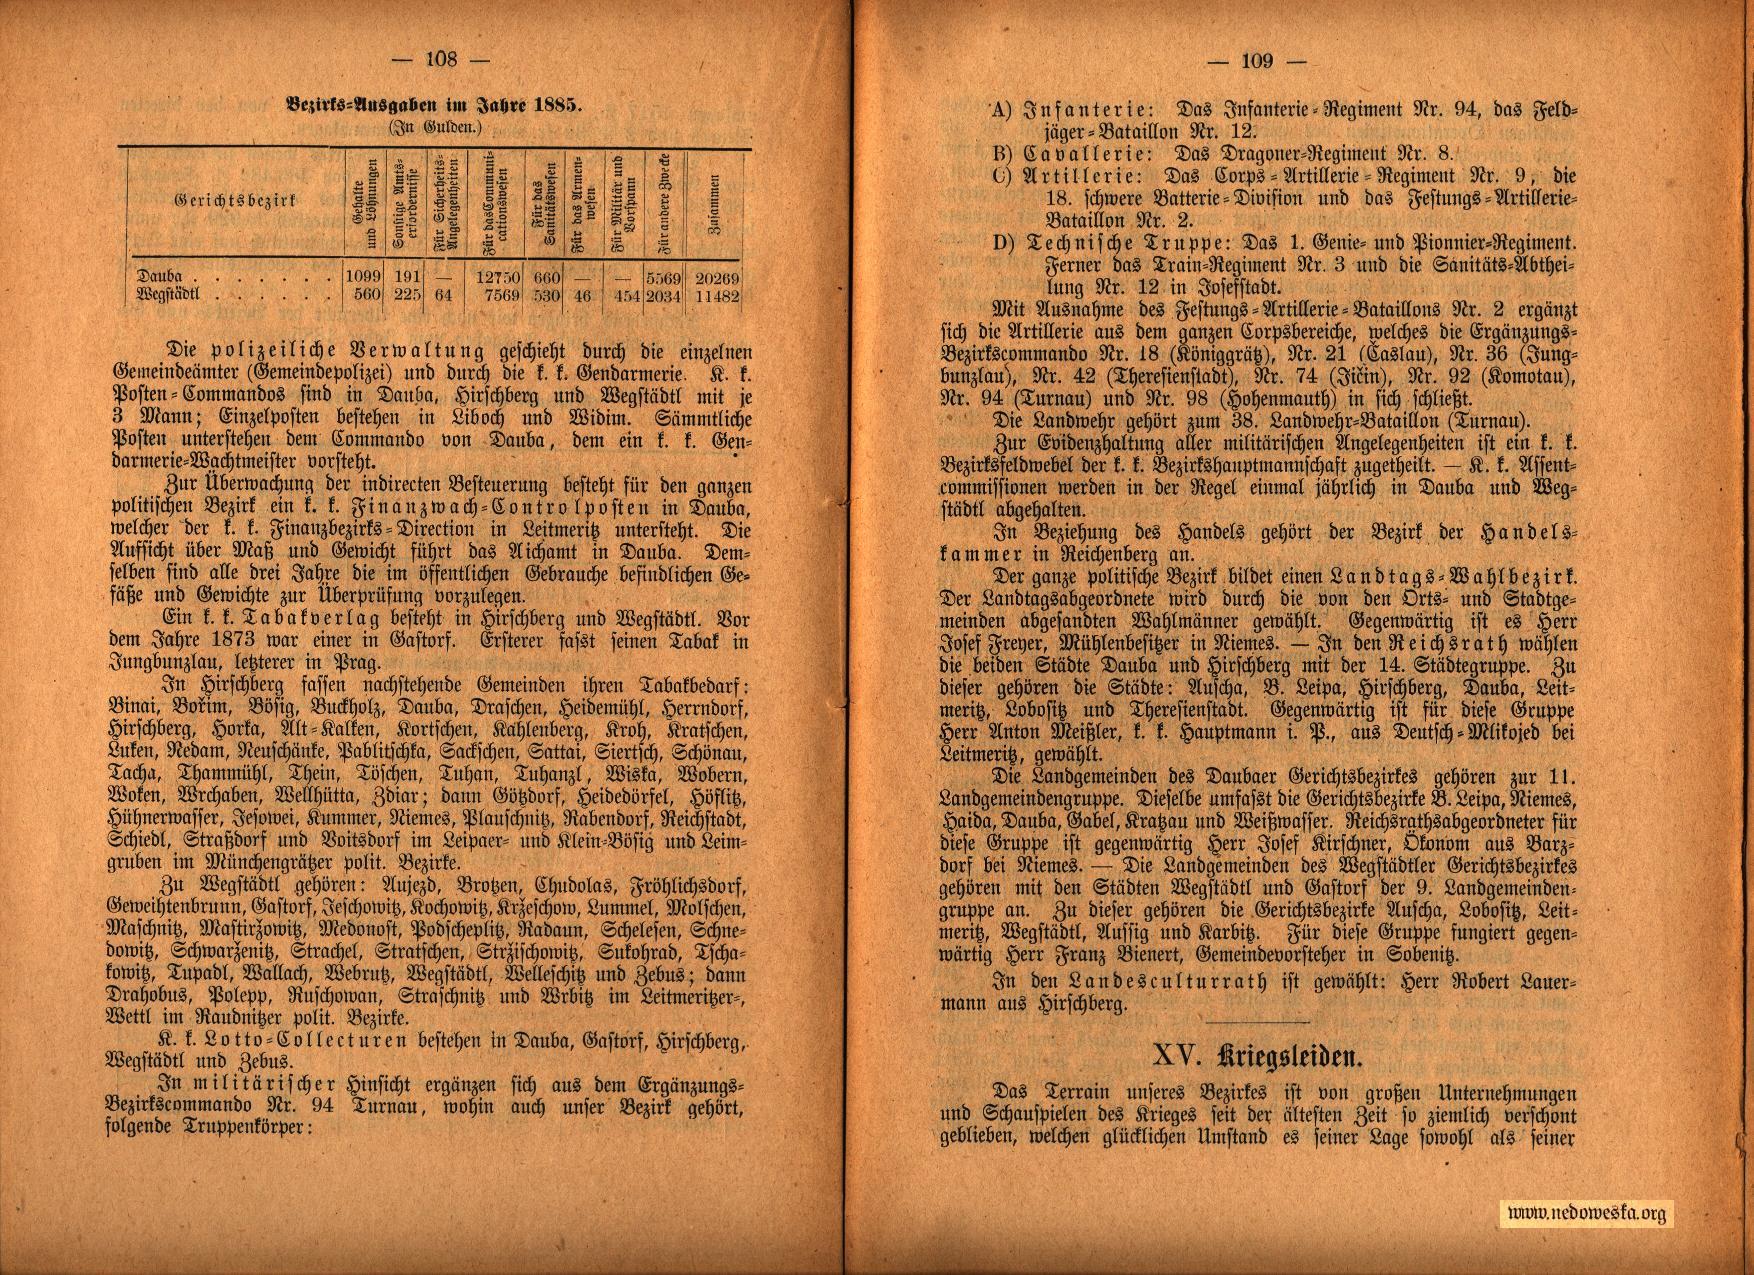 — 108 —
Bezirks-Ausgaben im Jahre 1885.
(In Gulden.)
Gerichtsbezirk | Gehalte und Löhnungen | Sonstige Amts-erfordernisse | Für Sicherheits-Angelegenheiten | Für das Communi-cationswesen | Für das Sanitätswesen | Für das Armen-wesen | Für Militär und Vorspann | Für andere Zwecke | Zusammen
Dauba . . . . . . . 1099 191 — 12750 660 — — 5569 20269
Wegstädtl . . . . . . 560 225 64 7569 530 46 454 2034 11482
Die polizeiliche Verwaltung geschieht durch die einzelnen
Gemeindeämter (Gemeindepolizei) und durch die k. k. Gendarmerie. K. k.
Posten-Commandos sind in Dauba, Hirschberg und Wegstädtl mit je
3 Mann; Einzelposten bestehen in Liboch und Widim. Sämmtliche
Posten unterstehen dem Commando von Dauba, dem ein k. k. Gen-
darmerie-Wachtmeister vorsteht.
Zur Überwachung der indirecten Besteuerung besteht für den ganzen
politischen Bezirk ein k. k. Finanzwach-Controlposten in Dauba,
welcher der k. k. Finanzbezirks-Direction in Leitmeritz untersteht. Die
Aufsicht über Maß und Gewicht führt das Aichamt in Dauba. Dem-
selben sind alle drei Jahre die im öffentlichen Gebrauche befindlichen Ge-
fäße und Gewichte zur Überprüfung vorzulegen.
Ein k. k. Tabakverlag besteht in Hirschberg und Wegstädtl. Vor
dem Jahre 1873 war einer in Gastorf. Ersterer fasst seinen Tabak in
Jungbunzlau, letzterer in Prag.
In Hirschberg fassen nachstehende Gemeinden ihren Tabakbedarf:
Binai, Bořim, Bösig, Buckholz, Dauba, Draschen, Heidemühl, Herrndorf,
Hirschberg, Horka, Alt-Kalken, Kortschen, Kahlenberg, Kroh, Kratschen,
Luken, Nedam, Neuschänke, Pablitschka, Sackschen, Sattai, Siertsch, Schönau,
Tacha, Thammühl, Thein, Töschen, Tuhan, Tuhanzl, Wiska, Wobern,
Woken, Wrchaben, Wellhütta, Zdiar; dann Götzdorf, Heidedörfel, Höflitz,
Hühnerwasser, Jesowei, Kummer, Niemes, Plauschnitz, Rabendorf, Reichstadt,
Schiedl, Straßdorf und Voitsdorf im Leipaer- und Klein-Bösig und Leim-
gruben im Münchengrätzer polit. Bezirke.
Zu Wegstädtl gehören: Aujezd, Brotzen, Chudolas, Fröhlichsdorf,
Geweihtenbrunn, Gastorf, Jeschowitz, Kochowitz, Kržeschow, Lummel, Molschen,
Maschnitz, Mastiržowitz, Medonost, Podscheplitz, Radaun, Schelesen, Schne-
dowitz, Schwarženitz, Strachel, Stratschen, Stržischowitz, Sukohrad, Tscha-
kowitz, Tupadl, Wallach, Webrutz, Wegstädtl, Welleschitz und Zebus; dann
Drahobus, Polepp, Ruschowan, Straschnitz und Wrbitz im Leitmeritzer-,
Wettl im Raudnitzer polit. Bezirke.
K. k. Lotto-Collecturen bestehen in Dauba, Gastorf, Hirschberg,
Wegstädtl und Zebus.
In militärischer Hinsicht ergänzen sich aus dem Ergänzungs-
Bezirkscommando Nr. 94 Turnau, wohin auch unser Bezirk gehört,
folgende Truppenkörper:
— 109 —
A) Infanterie: Das Infanterie-Regiment Nr. 94, das Feld-
jäger-Bataillon Nr. 12.
B) Cavallerie: Das Dragoner-Regiment Nr. 8.
C) Artillerie: Das Corps-Artillerie-Regiment Nr. 9, die
18. schwere Batterie-Division und das Festungs-Artillerie-
Bataillon Nr. 2.
D) Technische Truppe: Das 1. Genie- und Pionnier-Regiment.
Ferner das Train-Regiment Nr. 3 und die Sanitäts-Abthei-
lung Nr. 12 in Josefstadt.
Mit Ausnahme des Festungs-Artillerie-Bataillons Nr. 2 ergänzt
sich die Artillerie aus dem ganzen Corpsbereiche, welches die Ergänzungs-
Bezirkscommando Nr. 18 (Königgrätz), Nr. 21 (Časlau), Nr. 36 (Jung-
bunzlau), Nr. 42 (Theresienstadt), Nr. 74 (Jičin), Nr. 92 (Komotau),
Nr. 94 (Turnau) und Nr. 98 (Hohenmauth) in sich schließt.
Die Landwehr gehört zum 38. Landwehr-Bataillon (Turnau).
Zur Evidenzhaltung aller militärischen Angelegenheiten ist ein k. k.
Bezirksfeldwebel der k. k. Bezirkshauptmannschaft zugetheilt. — K. k. Assent-
commissionen werden in der Regel einmal jährlich in Dauba und Weg-
städtl abgehalten.
In Beziehung des Handels gehört der Bezirk der Handels-
kammer in Reichenberg an.
Der ganze politische Bezirk bildet einen Landtags-Wahlbezirk.
Der Landtagsabgeordnete wird durch die von den Orts- und Stadtge-
meinden abgesandten Wahlmänner gewählt. Gegenwärtig ist es Herr
Josef Freyer, Mühlenbesitzer in Niemes. — In den Reichsrath wählen
die beiden Städte Dauba und Hirschberg mit der 14. Städtegruppe. Zu
dieser gehören die Städte: Auscha, B. Leipa, Hirschberg, Dauba, Leit-
meritz, Lobositz und Theresienstadt. Gegenwärtig ist für diese Gruppe
Herr Anton Meißler, k. k. Hauptmann i. P., aus Deutsch-Mlikojed bei
Leitmeritz, gewählt.
Die Landgemeinden des Daubaer Gerichtsbezirkes gehören zur 11.
Landgemeindengruppe. Dieselbe umfasst die Gerichtsbezirke B. Leipa, Niemes,
Haida, Dauba, Gabel, Kratzau und Weißwasser. Reichsrathsabgeordneter für
diese Gruppe ist gegenwärtig Herr Josef Kirschner, Ökonom aus Barz-
dorf bei Niemes. — Die Landgemeinden des Wegstädtler Gerichtsbezirkes
gehören mit den Städten Wegstädtl und Gastorf der 9. Landgemeinden-
gruppe an. Zu dieser gehören die Gerichtsbezirke Auscha, Lobositz, Leit-
meritz, Wegstädtl, Aussig und Karbitz. Für diese Gruppe fungiert gegen-
wärtig Herr Franz Bienert, Gemeindevorsteher in Sobenitz.
In den Landesculturrath ist gewählt: Herr Robert Lauer-
mann aus Hirschberg.
XV. Kriegsleiden.
Das Terrain unseres Bezirkes ist von großen Unternehmungen
und Schauspielen des Krieges seit der ältesten Zeit so ziemlich verschont
geblieben, welchen glücklichen Umstand es seiner Lage sowohl als seiner
www.nedoweska.org